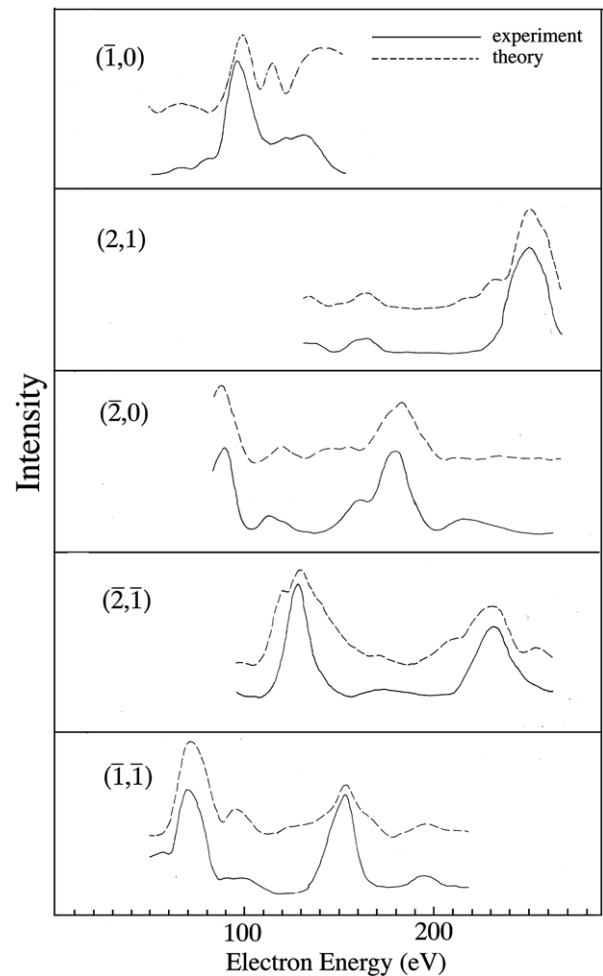 (1̅,0)
experiment
theory
(2,1)
(2̅,0)
Intensity
(2̅,1̅)
(1̅,1̅)
100
200
Electron Energy (eV)